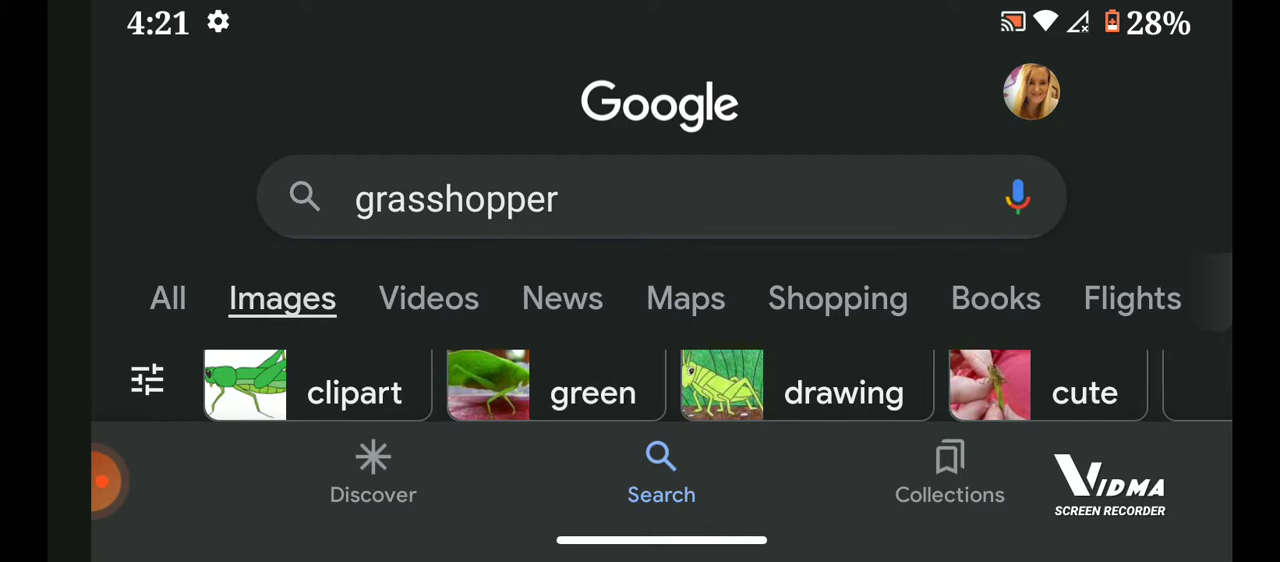 4:21 28%
Google
grasshopper
All Images Videos News Maps Shopping Books Flights
clipart green drawing cute
Discover Search Collections
VIDMA
SCREEN RECORDER